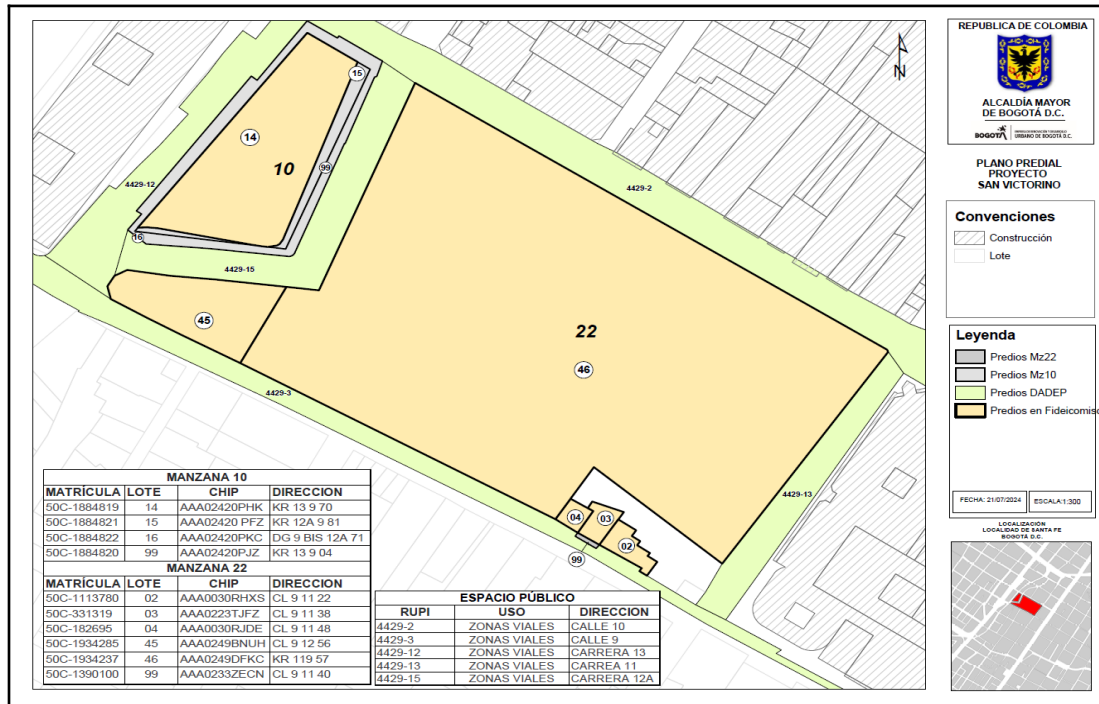 15
N
14
10
99
4429-12
4429-2
16
4429-15
45
22
46
4429-3
4429-13
04
03
02
99
MANZANA 10
MATRÍCULA LOTE CHIP DIRECCION
50C-1884819 14 AAA02420PHK KR 13 9 70
50C-1884821 15 AAA02420 PFZ KR 12A 9 81
50C-1884822 16 AAA02420PKC DG 9 BIS 12A 71
50C-1884820 99 AAA02420PJZ KR 13 9 04
MANZANA 22
MATRÍCULA LOTE CHIP DIRECCION
50C-1113780 02 AAA0030RHXS CL 9 11 22
50C-331319 03 AAA0223TJFZ CL 9 11 38
50C-182695 04 AAA0030RJDE CL 9 11 48
50C-1934285 45 AAA0249BNUH CL 9 12 56
50C-1934237 46 AAA0249DFKC KR 119 57
50C-1390100 99 AAA0233ZECN CL 9 11 40
ESPACIO PÚBLICO
RUPI USO DIRECCION
4429-2 ZONAS VIALES CALLE 10
4429-3 ZONAS VIALES CALLE 9
4429-12 ZONAS VIALES CARRERA 13
4429-13 ZONAS VIALES CARREA 11
4429-15 ZONAS VIALES CARRERA 12A
REPUBLICA DE COLOMBIA
ALCALDÍA MAYOR
DE BOGOTÁ D.C.
BOGOTÁ
URBANO DE BOGOTÁ D.C.
PLANO PREDIAL
PROYECTO
SAN VICTORINO
Convenciones
Construcción
Lote
Leyenda
Predios Mz22
Predios Mz10
Predios DADEP
Predios en Fideicomiso
FECHA: 21/07/2024
ESCALA:1:300
LOCALIZACIÓN
LOCALIDAD DE SANTA FE
BOGOTÁ D.C.